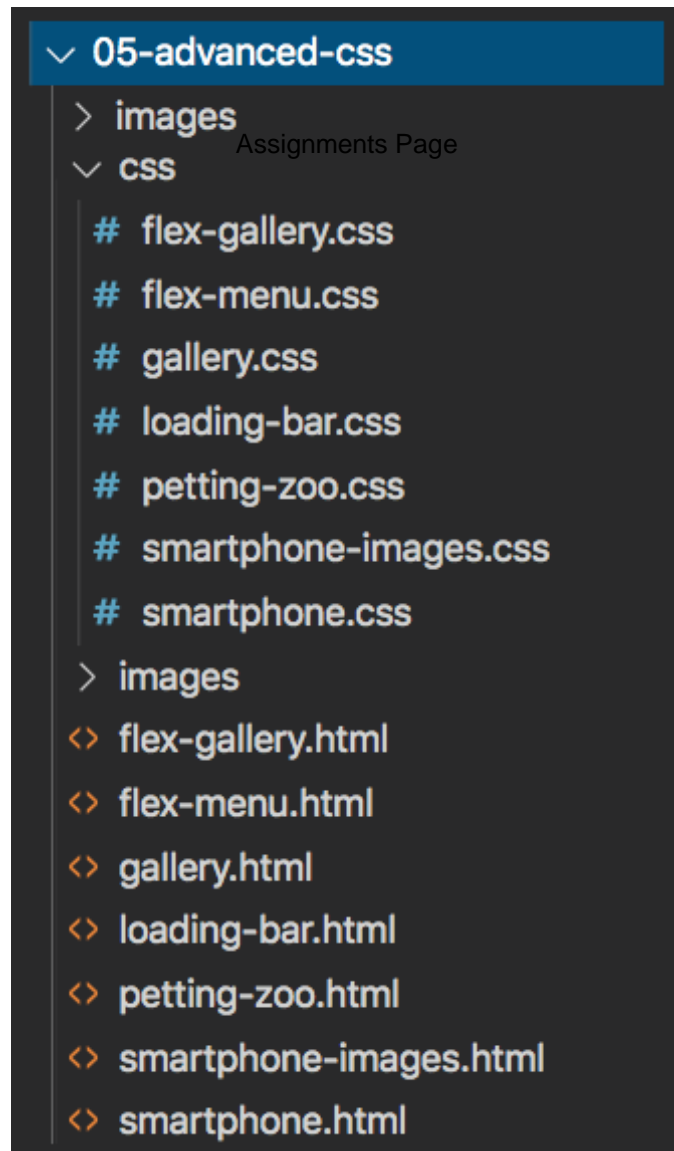 05-advanced-css
images
Assignments Page
css
# flex-gallery.css
# flex-menu.css
# gallery.css
# loading-bar.css
# petting-zoo.css
# smartphone-images.css
# smartphone.css
images
<> flex-gallery.html
<> flex-menu.html
<> gallery.html
<> loading-bar.html
<> petting-zoo.html
<> smartphone-images.html
<> smartphone.html